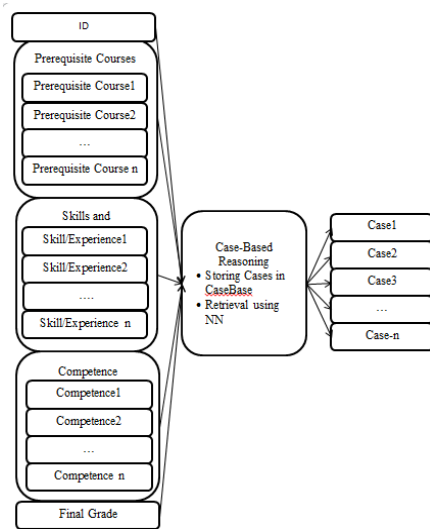 ID
Prerequisite Courses
Prerequisite Course1
Prerequisite Course2
…
Prerequisite Course n
Skills and
Skill/Experience1
Skill/Experience2
....
Skill/Experience n
Competence
Competence1
Competence2
…
Competence n
Final Grade
Case-Based
Reasoning
• Storing Cases in
CaseBase
• Retrieval using
NN
Case1
Case2
Case3
…
Case-n